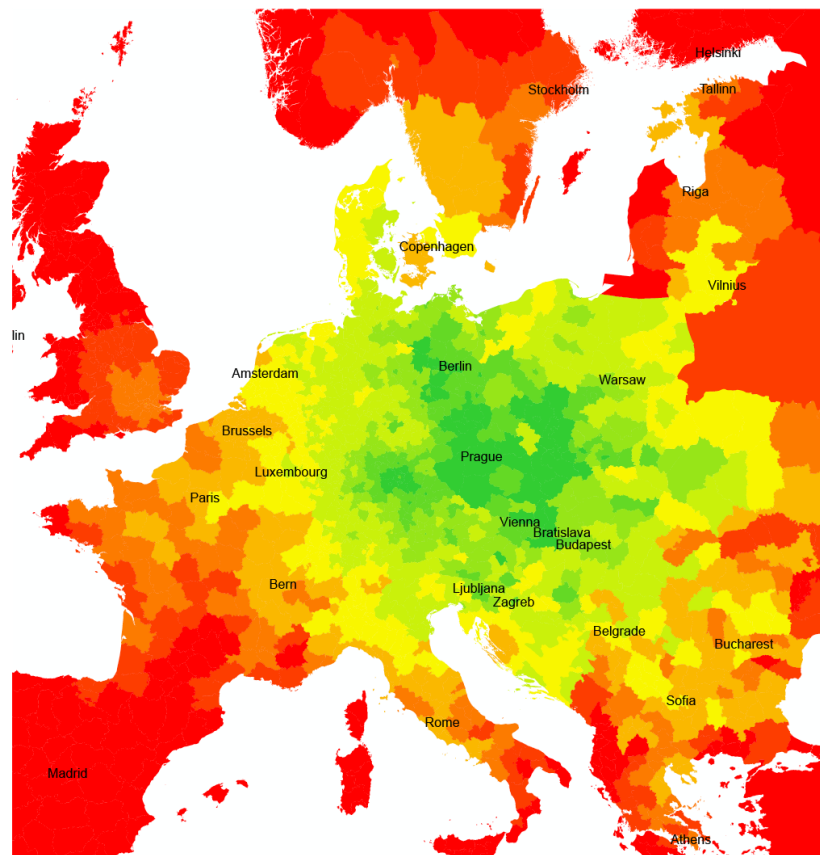 Helsinki
Stockholm
Tallinn
Riga
Copenhagen
Vilnius
lin
Amsterdam
Berlin
Warsaw
Brussels
Prague
Luxembourg
Paris
Vienna
Bratislava
Budapest
Bern
Ljubljana
Zagreb
Belgrade
Bucharest
Sofia
Rome
Madrid
Athens